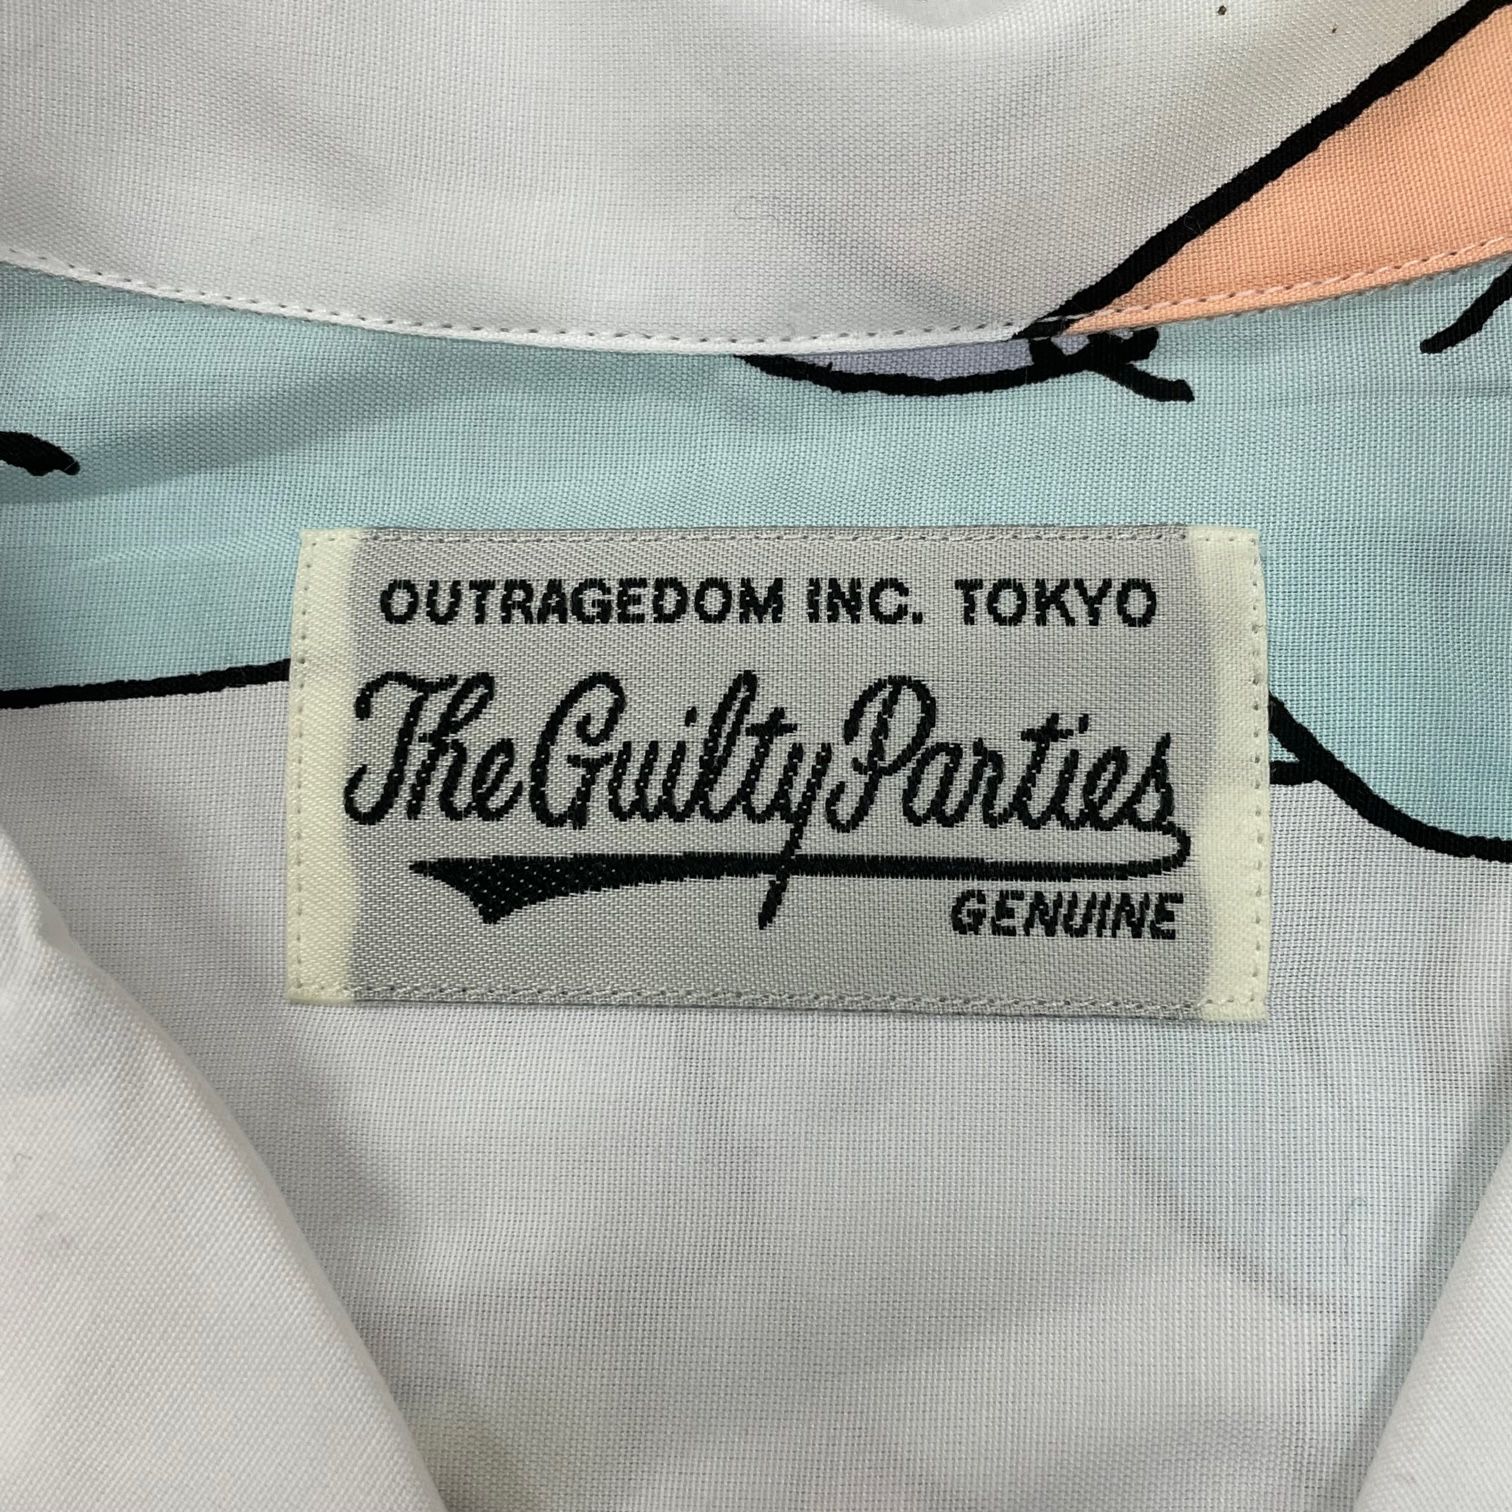 OUTRAGEDOM INC. TOKYO
The Guilty Parties
GENUINE